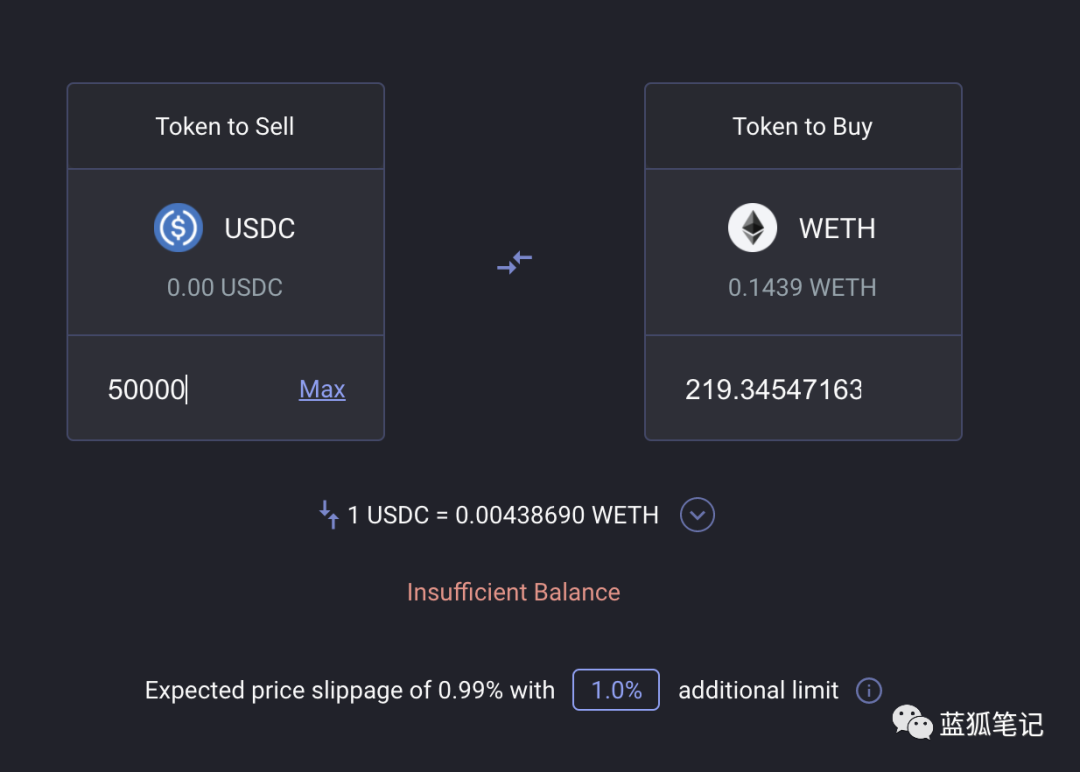 Token to Sell
Token to Buy
USDC
WETH
0.00 USDC
0.1439 WETH
50000
Max
219.34547163
1 USDC = 0.00438690 WETH
Insufficient Balance
Expected price slippage of 0.99% with 1.0% additional limit
蓝狐笔记